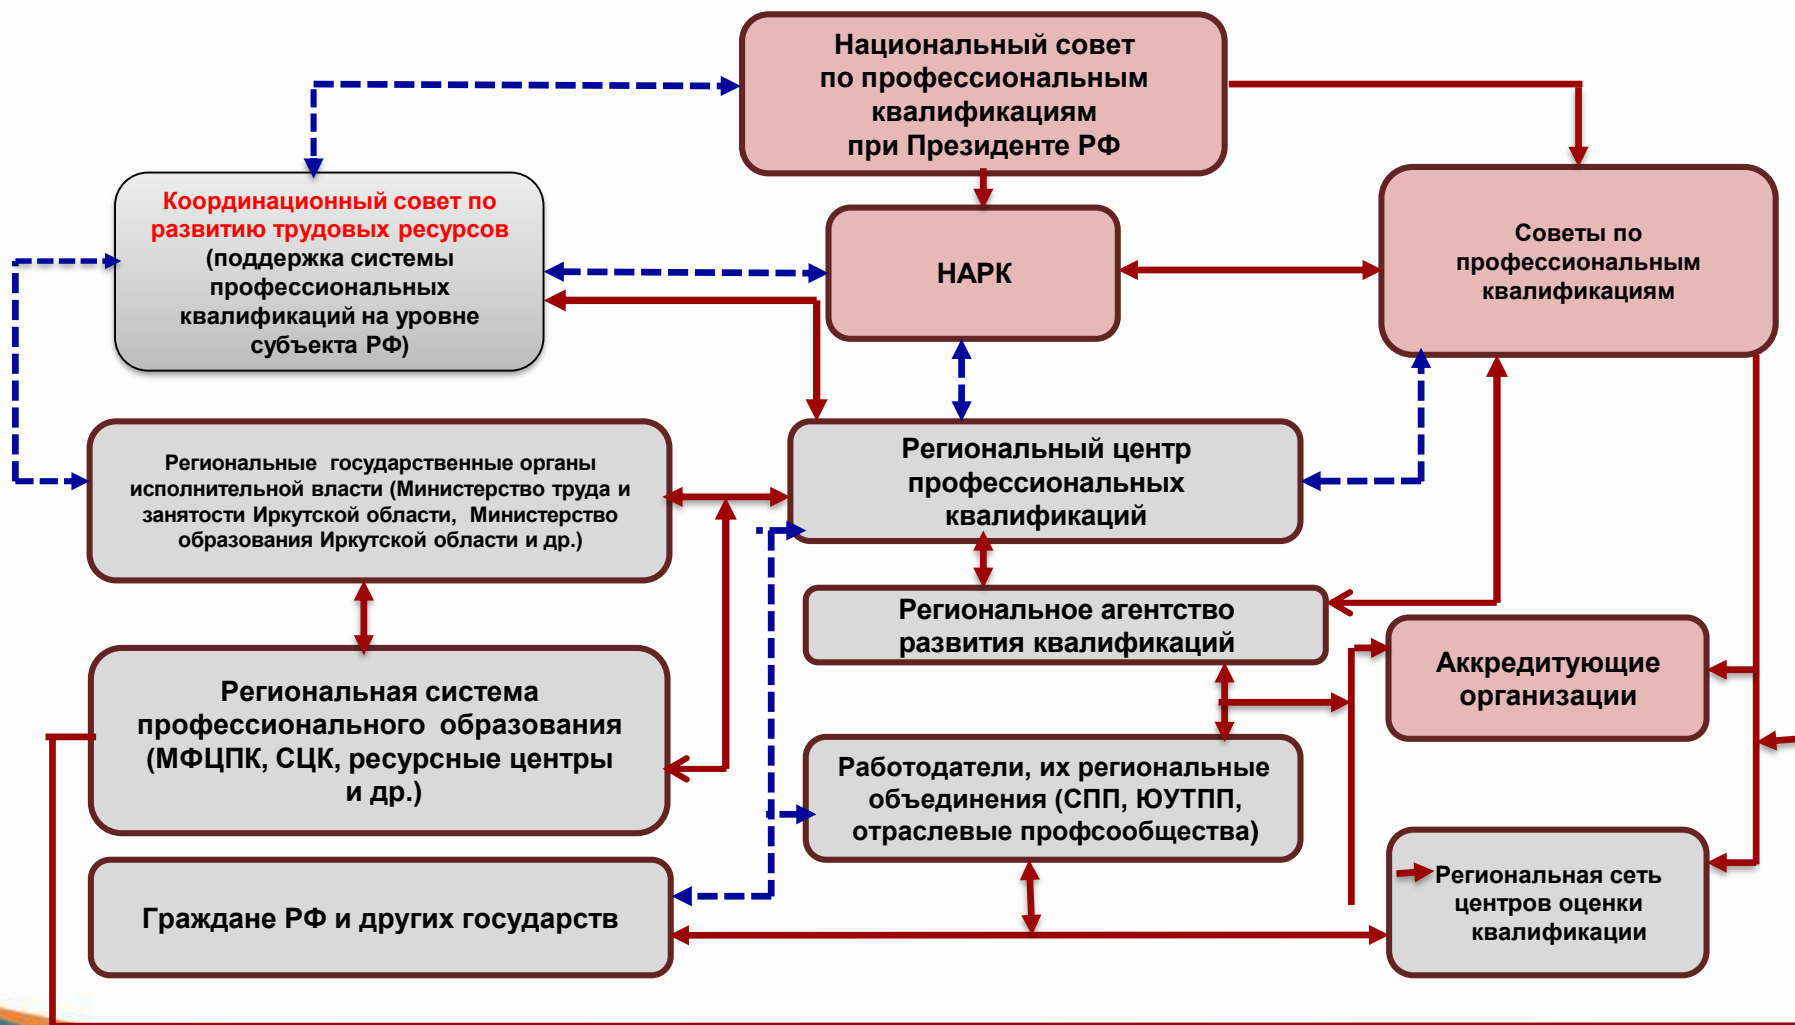 Национальный совет
по профессиональным
квалификациям
при Президенте РФ
Координационный совет по
развитию трудовых ресурсов
(поддержка системы
профессиональных
квалификаций на уровне
субъекта РФ)
НАРК
Советы по
профессиональным
квалификациям
Региональные государственные органы
исполнительной власти (Министерство труда и
занятости Иркутской области, Министерство
образования Иркутской области и др.)
Региональный центр
профессиональных
квалификаций
Региональное агентство
развития квалификаций
Аккредитующие
организации
Региональная система
профессионального образования
(МФЦПК, СЦК, ресурсные центры
и др.)
Работодатели, их региональные
объединения (СПП, ЮУТПП,
отраслевые профсообщества)
Региональная сеть
центров оценки
квалификации
Граждане РФ и других государств